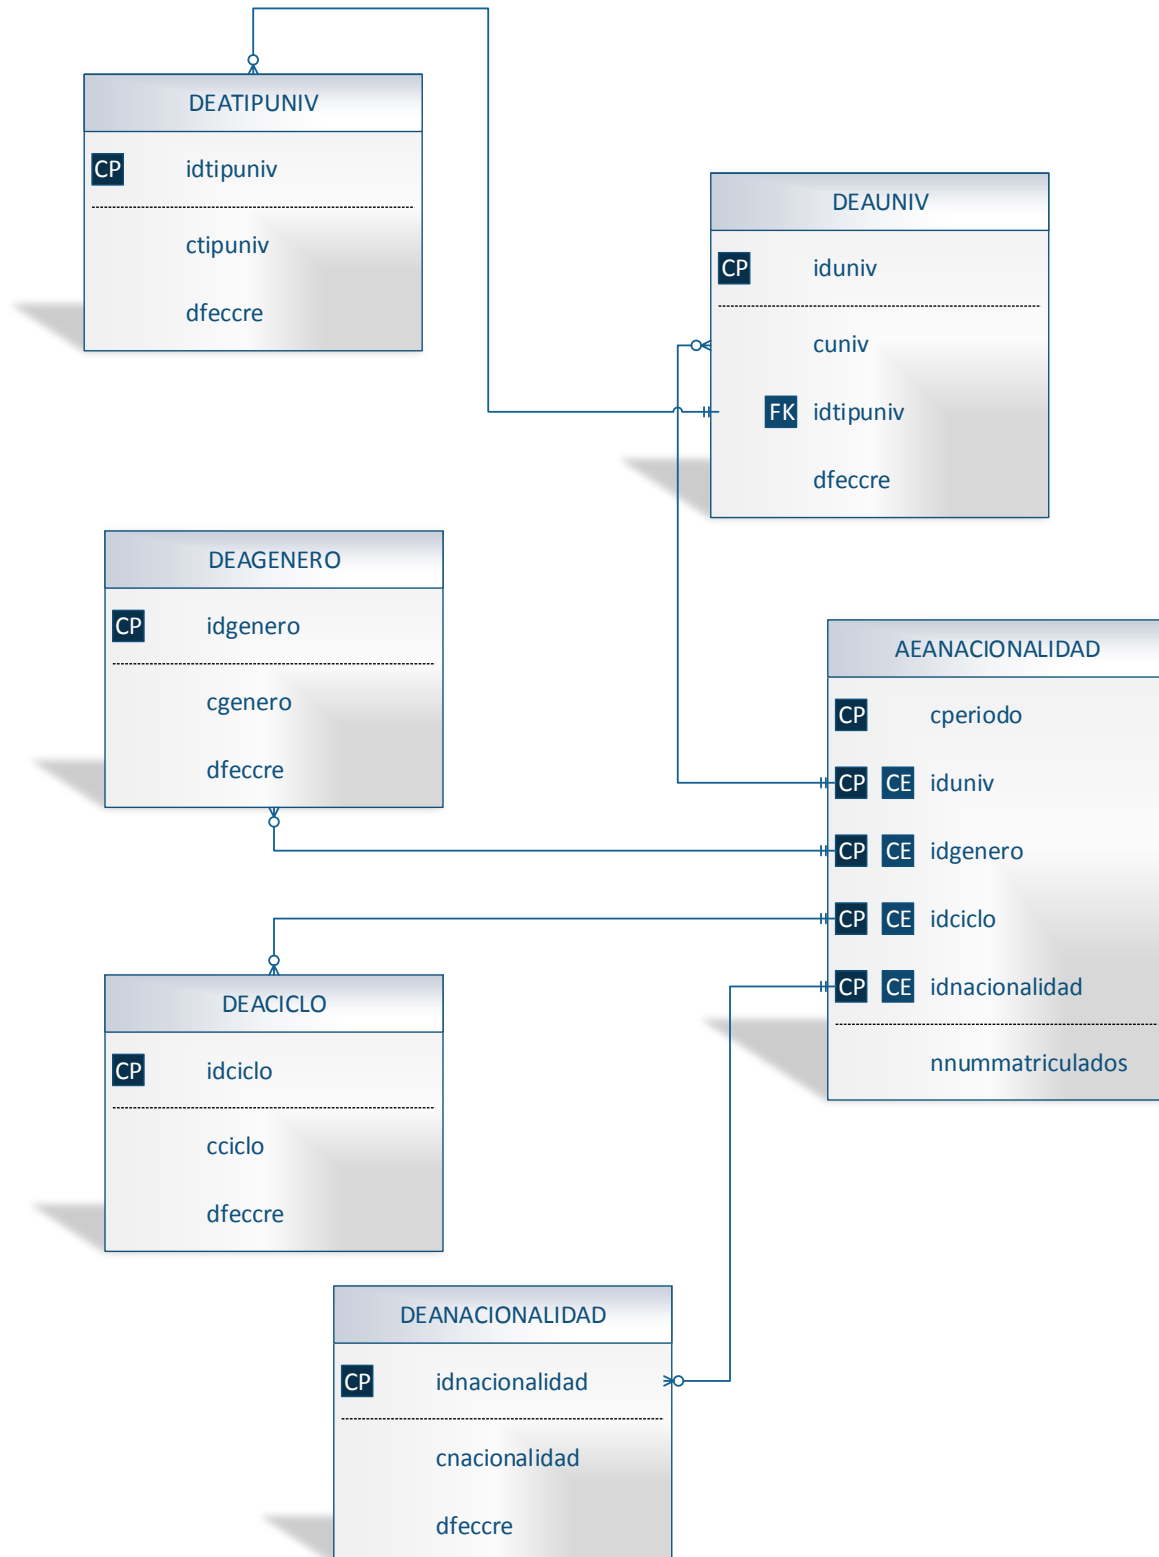 DEATIPUNIV
CP idtipuniv
ctipuniv
dfeccre
DEAUNIV
CP iduniv
cuniv
FK idtipuniv
dfeccre
DEAGENERO
CP idgenero
cgenero
dfeccre
AEANACIONALIDAD
CP cperiodo
CP CE iduniv
CP CE idgenero
CP CE idciclo
CP CE idnacionalidad
nnummatriculados
DEACICLO
CP idciclo
cciclo
dfeccre
DEANACIONALIDAD
CP idnacionalidad
cnacionalidad
dfeccre